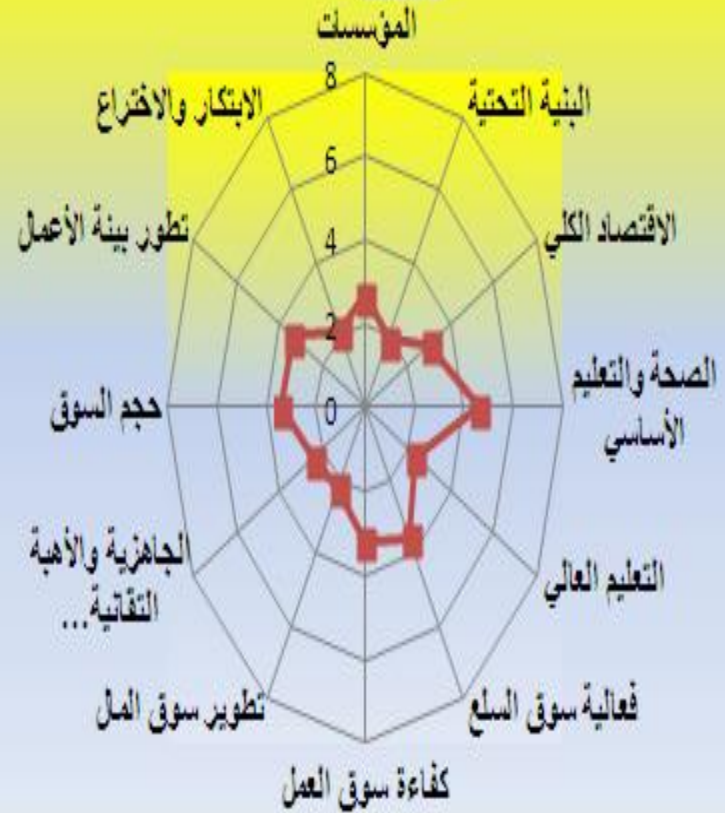 المؤسسات
البنية التحتية
الاقتصاد الكلي
الصحة والتعليم
الأساسي
التعليم العالي
فعالية سوق السلع
كفاءة سوق العمل
تطوير سوق المال
الجاهزية والأهبة
التقانية...
حجم السوق
تطور بيئة الأعمال
الابتكار والاختراع
8
6
4
2
0